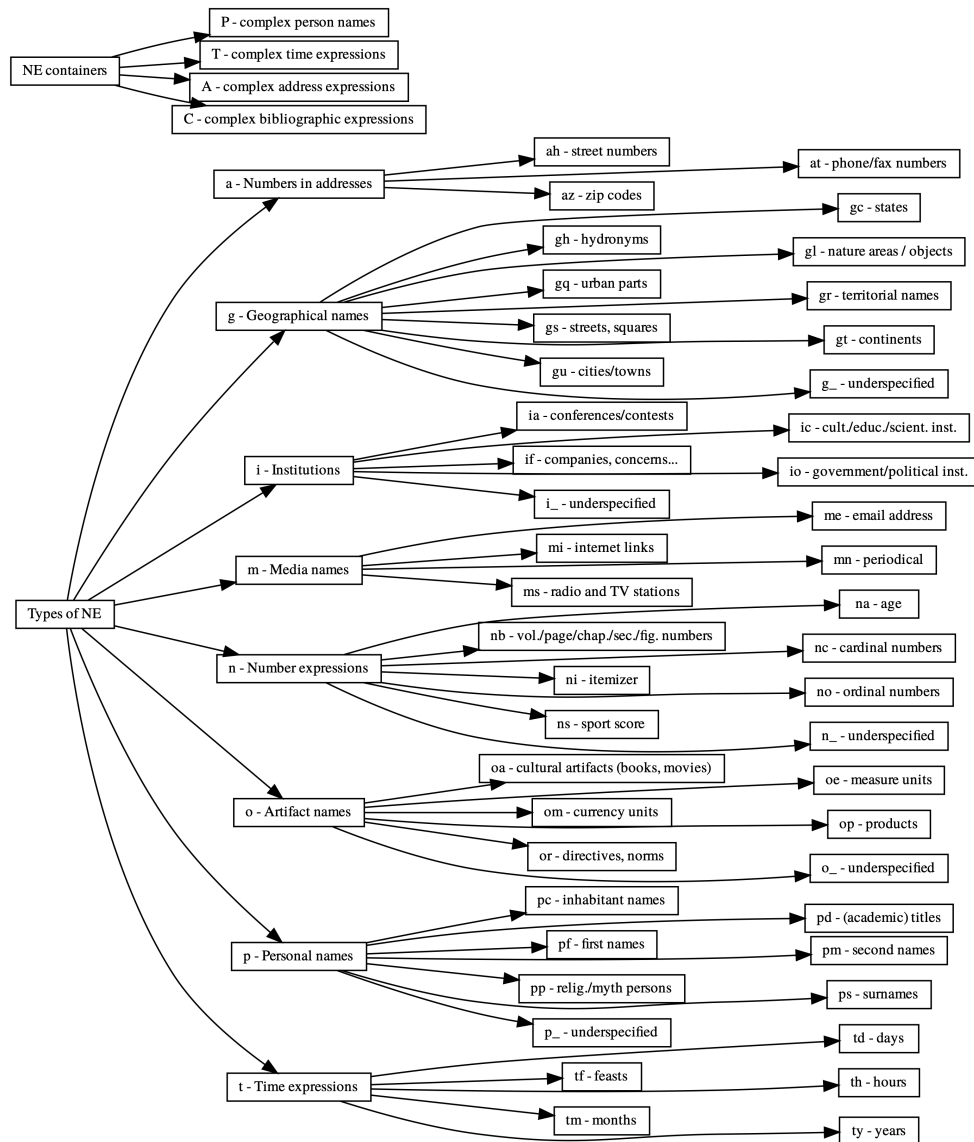 NE containers
P - complex person names
T - complex time expressions
A - complex address expressions
C - complex bibliographic expressions
Types of NE
a - Numbers in addresses
ah - street numbers
at - phone/fax numbers
az - zip codes
g - Geographical names
gc - states
gh - hydronyms
gl - nature areas / objects
gq - urban parts
gr - territorial names
gs - streets, squares
gt - continents
gu - cities/towns
g_ - underspecified
i - Institutions
ia - conferences/contests
ic - cult./educ./scient. inst.
if - companies, concerns...
io - government/political inst.
i_ - underspecified
m - Media names
me - email address
mi - internet links
mn - periodical
ms - radio and TV stations
n - Number expressions
na - age
nb - vol./page/chap./sec./fig. numbers
nc - cardinal numbers
ni - itemizer
no - ordinal numbers
ns - sport score
n_ - underspecified
o - Artifact names
oa - cultural artifacts (books, movies)
oe - measure units
om - currency units
op - products
or - directives, norms
o_ - underspecified
p - Personal names
pc - inhabitant names
pd - (academic) titles
pf - first names
pm - second names
pp - relig./myth persons
ps - surnames
p_ - underspecified
t - Time expressions
td - days
tf - feasts
th - hours
tm - months
ty - years